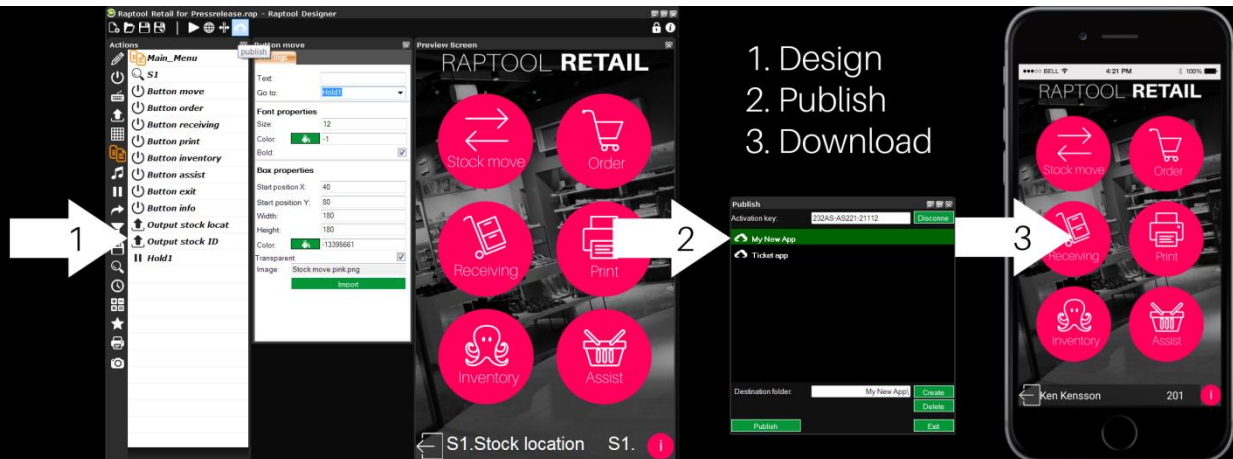 Raptool Retail for Pressrelease.rap - Raptool Designer
publish
Actions
Main_Menu
S1
Button move
Button order
Button receiving
Button print
Button inventory
Button assist
Button exit
Button info
Output stock locat
Output stock ID
Hold1
1
Button move
Text:
Go to: Hold1
Font properties
Size: 12
Color: -1
Bold:
Box properties
Start position X: 40
Start position Y: 80
Width: 180
Height: 180
Color: -13395661
Transparent:
Image: Stock move pink.png
Import
Preview Screen
RAPTOOL RETAIL
Stock move Order
Receiving Print
Inventory Assist
S1.Stock location S1. i
1. Design
2. Publish
3. Download
2
Publish
Activation key: 232AS-AS221-21112 Disconne
My New App
Ticket app
Destination folder: My New App\ Create
Delete
Publish Exit
3
BELL 4:21 PM 100%
RAPTOOL RETAIL
Stock move Order
Receiving Print
Inventory Assist
Ken Kensson 201 i